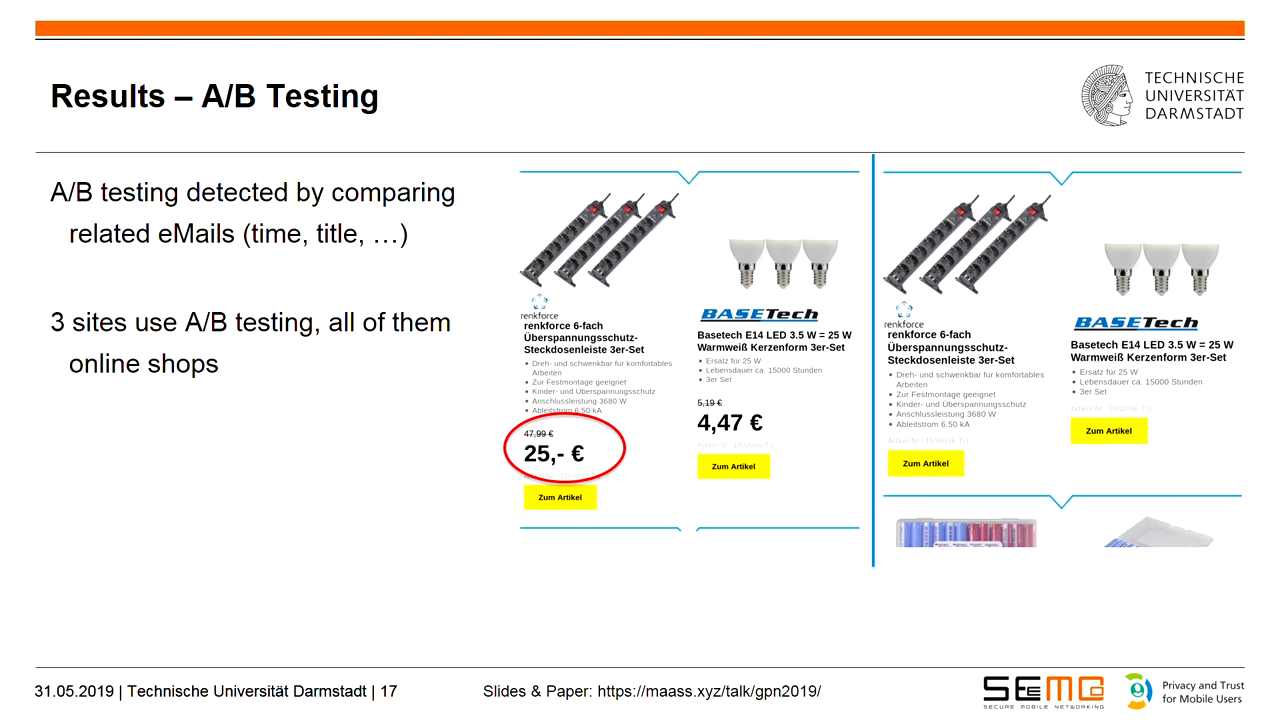 Results – A/B Testing
TECHNISCHE
UNIVERSITÄT
DARMSTADT
A/B testing detected by comparing
related eMails (time, title, …)
3 sites use A/B testing, all of them
online shops
renkforce
renkforce 6-fach
Überspannungsschutz-
Steckdosenleiste 3er-Set
• Dreh- und schwenkbar für komfortables
Arbeiten
• Zur Festmontage geeignet
• Kinder- und Überspannungsschutz
• Anschlussleistung 3680 W
• Ableitstrom 6.50 kA
47,99 €
25,- €
Zum Artikel
BASETech
Basetech E14 LED 3.5 W = 25 W
Warmweiß Kerzenform 3er-Set
• Ersatz für 25 W
• Lebensdauer ca. 15000 Stunden
• 3er Set
5,19 €
4,47 €
Zum Artikel
renkforce
renkforce 6-fach
Überspannungsschutz-
Steckdosenleiste 3er-Set
• Dreh- und schwenkbar für komfortables
Arbeiten
• Zur Festmontage geeignet
• Kinder- und Überspannungsschutz
• Anschlussleistung 3680 W
• Ableitstrom 6.50 kA
Zum Artikel
BASETech
Basetech E14 LED 3.5 W = 25 W
Warmweiß Kerzenform 3er-Set
• Ersatz für 25 W
• Lebensdauer ca. 15000 Stunden
• 3er Set
Zum Artikel
31.05.2019 | Technische Universität Darmstadt | 17
Slides & Paper: https://maass.xyz/talk/gpn2019/
SEEMOO
SECURE MOBILE NETWORKING
Privacy and Trust
for Mobile Users